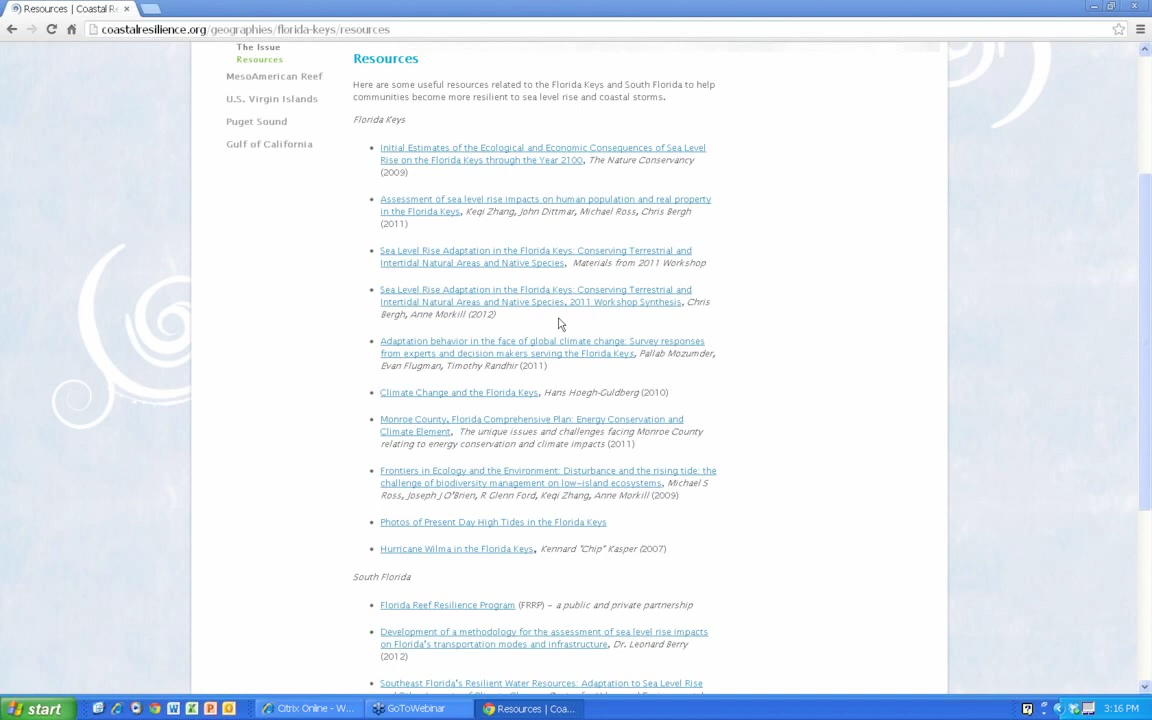 Resources | Coastal Re
coastalresilience.org/geographies/florida-keys/resources
The Issue
Resources
MesoAmerican Reef
U.S. Virgin Islands
Puget Sound
Gulf of California
Resources
Here are some useful resources related to the Florida Keys and South Florida to help
communities become more resilient to sea level rise and coastal storms.
Florida Keys
Initial Estimates of the Ecological and Economic Consequences of Sea Level
Rise on the Florida Keys through the Year 2100, The Nature Conservancy
(2009)
Assessment of sea level rise impacts on human population and real property
in the Florida Keys, Keqi Zhang, John Dittmar, Michael Ross, Chris Bergh
(2011)
Sea Level Rise Adaptation in the Florida Keys: Conserving Terrestrial and
Intertidal Natural Areas and Native Species, Materials from 2011 Workshop
Sea Level Rise Adaptation in the Florida Keys: Conserving Terrestrial and
Intertidal Natural Areas and Native Species, 2011 Workshop Synthesis, Chris
Bergh, Anne Morkill (2012)
Adaptation behavior in the face of global climate change: Survey responses
from experts and decision makers serving the Florida Keys, Pallab Mozumder,
Evan Flugman, Timothy Randhir (2011)
Climate Change and the Florida Keys, Hans Hoegh-Guldberg (2010)
Monroe County, Florida Comprehensive Plan: Energy Conservation and
Climate Element, The unique issues and challenges facing Monroe County
relating to energy conservation and climate impacts (2011)
Frontiers in Ecology and the Environment: Disturbance and the rising tide: the
challenge of biodiversity management on low-island ecosystems, Michael S
Ross, Joseph J O'Brien, R Glenn Ford, Keqi Zhang, Anne Morkill (2009)
Photos of Present Day High Tides in the Florida Keys
Hurricane Wilma in the Florida Keys, Kennard "Chip" Kasper (2007)
South Florida
Florida Reef Resilience Program (FRRP) - a public and private partnership
Development of a methodology for the assessment of sea level rise impacts
on Florida's transportation modes and infrastructure, Dr. Leonard Berry
(2012)
Southeast Florida's Resilient Water Resources: Adaptation to Sea Level Rise
start
Citrix Online - W...
GoToWebinar
Resources | Coa...
3:16 PM